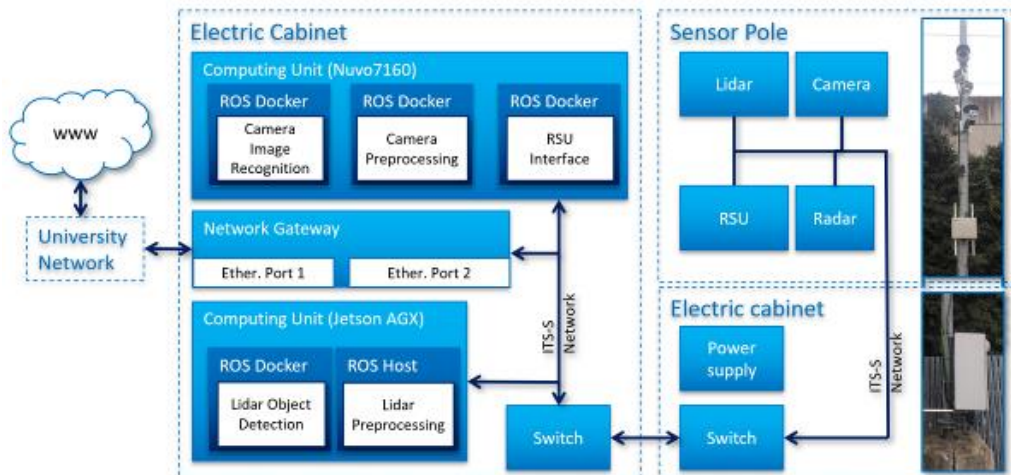 www
University
Network
Electric Cabinet
Computing Unit (Nuvo7160)
ROS Docker
Camera
Image
Recognition
ROS Docker
Camera
Preprocessing
ROS Docker
RSU
Interface
Network Gateway
Ether. Port 1
Ether. Port 2
Computing Unit (Jetson AGX)
ROS Docker
Lidar Object
Detection
ROS Host
Lidar
Preprocessing
ITS-S
Network
Switch
Sensor Pole
Lidar
Camera
RSU
Radar
Electric cabinet
Power
supply
Switch
ITS-S
Network